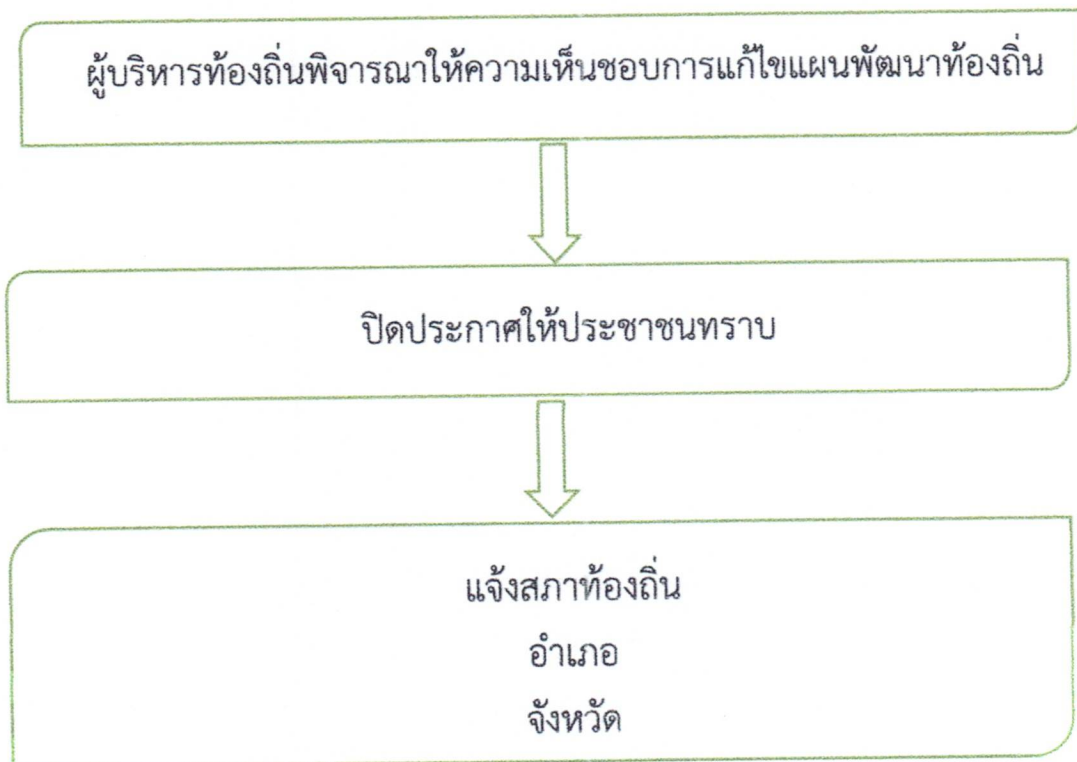 ผู้บริหารท้องถิ่นพิจารณาให้ความเห็นชอบการแก้ไขแผนพัฒนาท้องถิ่น
ปิดประกาศให้ประชาชนทราบ
แจ้งสภาท้องถิ่น
อำเภอ
จังหวัด